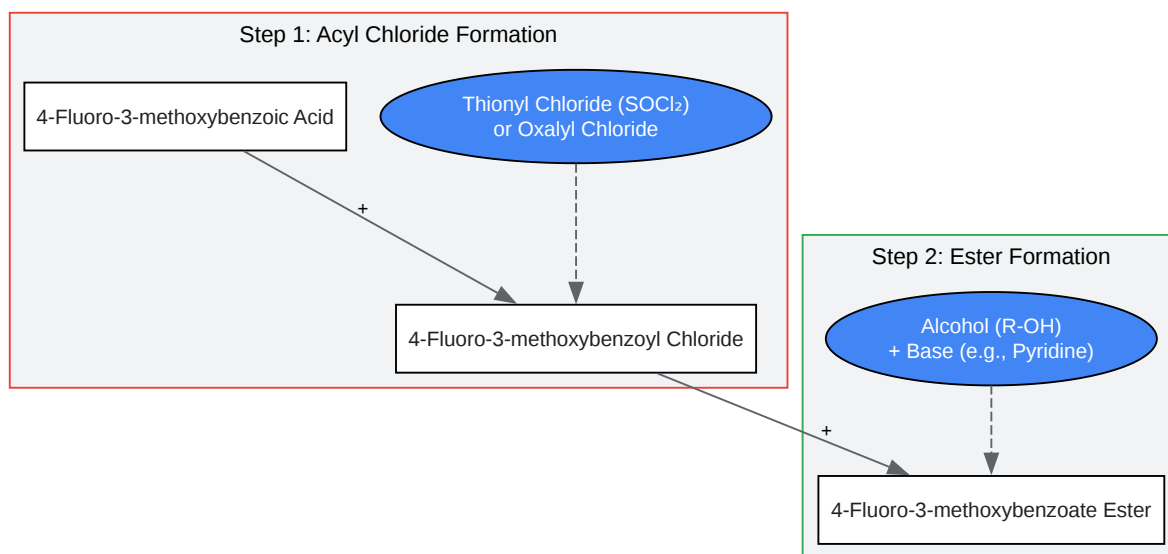 Step 1: Acyl Chloride Formation
4-Fluoro-3-methoxybenzoic Acid
Thionyl Chloride (SOCl₂)
or Oxalyl Chloride
+
4-Fluoro-3-methoxybenzoyl Chloride
Step 2: Ester Formation
Alcohol (R-OH)
+ Base (e.g., Pyridine)
+
4-Fluoro-3-methoxybenzoate Ester